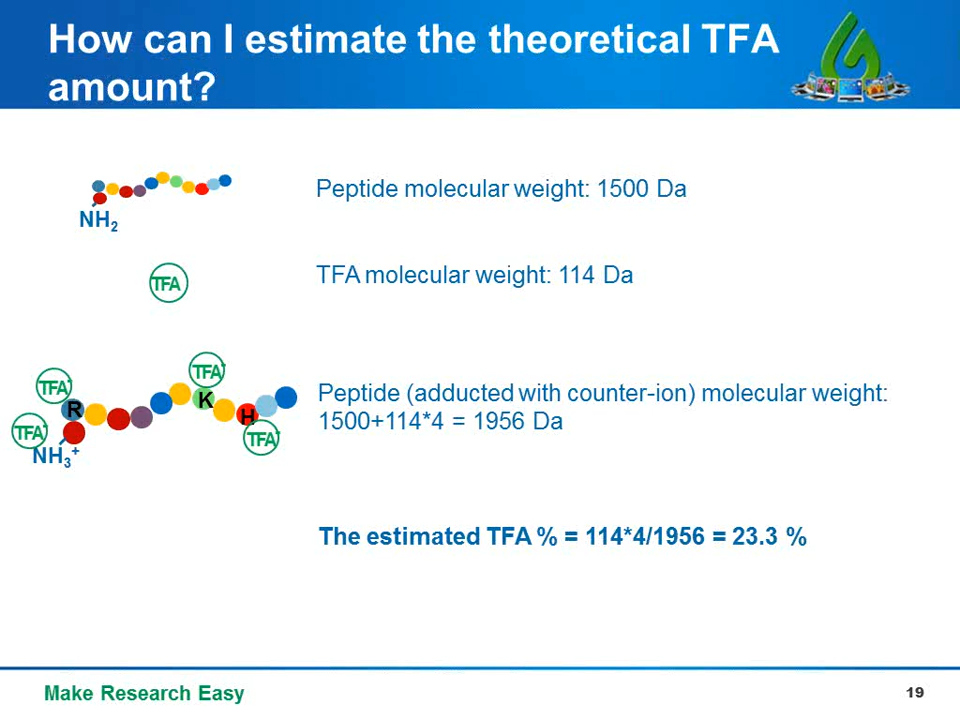 How can I estimate the theoretical TFA
amount?
NH2
Peptide molecular weight: 1500 Da
TFA
TFA molecular weight: 114 Da
TFA-
TFA-
R
K
H
TFA-
TFA-
NH3+
Peptide (adducted with counter-ion) molecular weight:
1500+114*4 = 1956 Da
The estimated TFA % = 114*4/1956 = 23.3 %
Make Research Easy
19